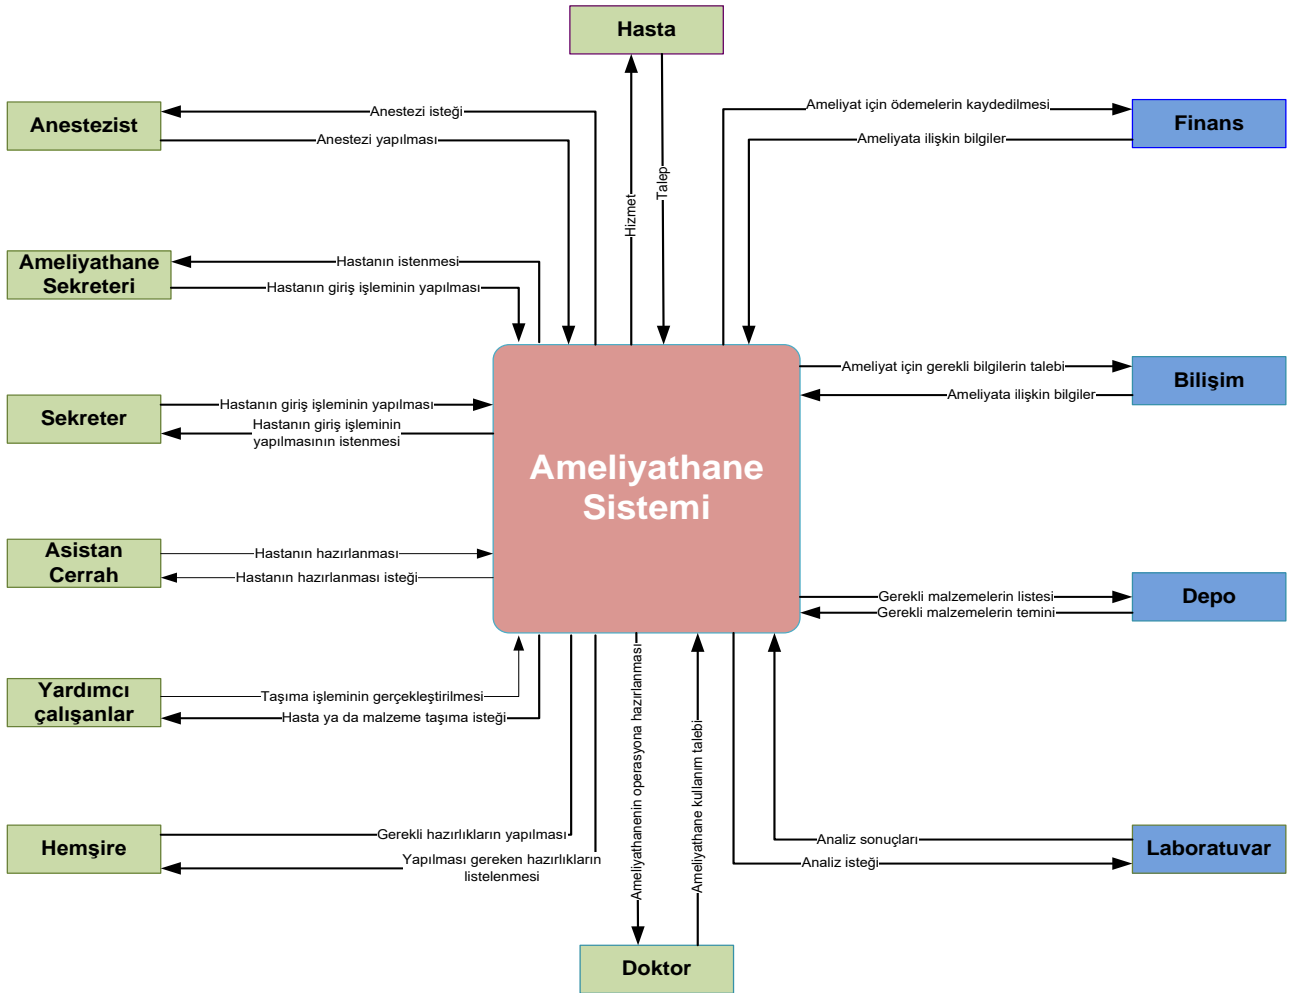 Hasta
Anestezist
Anestezi isteği
Anestezi yapılması
Ameliyat için ödemelerin kaydedilmesi
Ameliyata ilişkin bilgiler
Finans
Hizmet
Talep
Ameliyathane
Sekreteri
Hastanın istenmesi
Hastanın giriş işleminin yapılması
Sekreter
Hastanın giriş işleminin yapılması
Hastanın giriş işleminin
yapılmasının istenmesi
Ameliyat için gerekli bilgilerin talebi
Ameliyata ilişkin bilgiler
Bilişim
Ameliyathane
Sistemi
Asistan
Cerrah
Hastanın hazırlanması
Hastanın hazırlanması isteği
Gerekli malzemelerin listesi
Gerekli malzemelerin temini
Depo
Yardımcı
çalışanlar
Taşıma işleminin gerçekleştirilmesi
Hasta ya da malzeme taşıma isteği
Ameliyathanenin operasyona hazırlanması
Ameliyathane kullanım talebi
Hemşire
Gerekli hazırlıkların yapılması
Yapılması gereken hazırlıkların
listelenmesi
Analiz sonuçları
Analiz isteği
Laboratuvar
Doktor